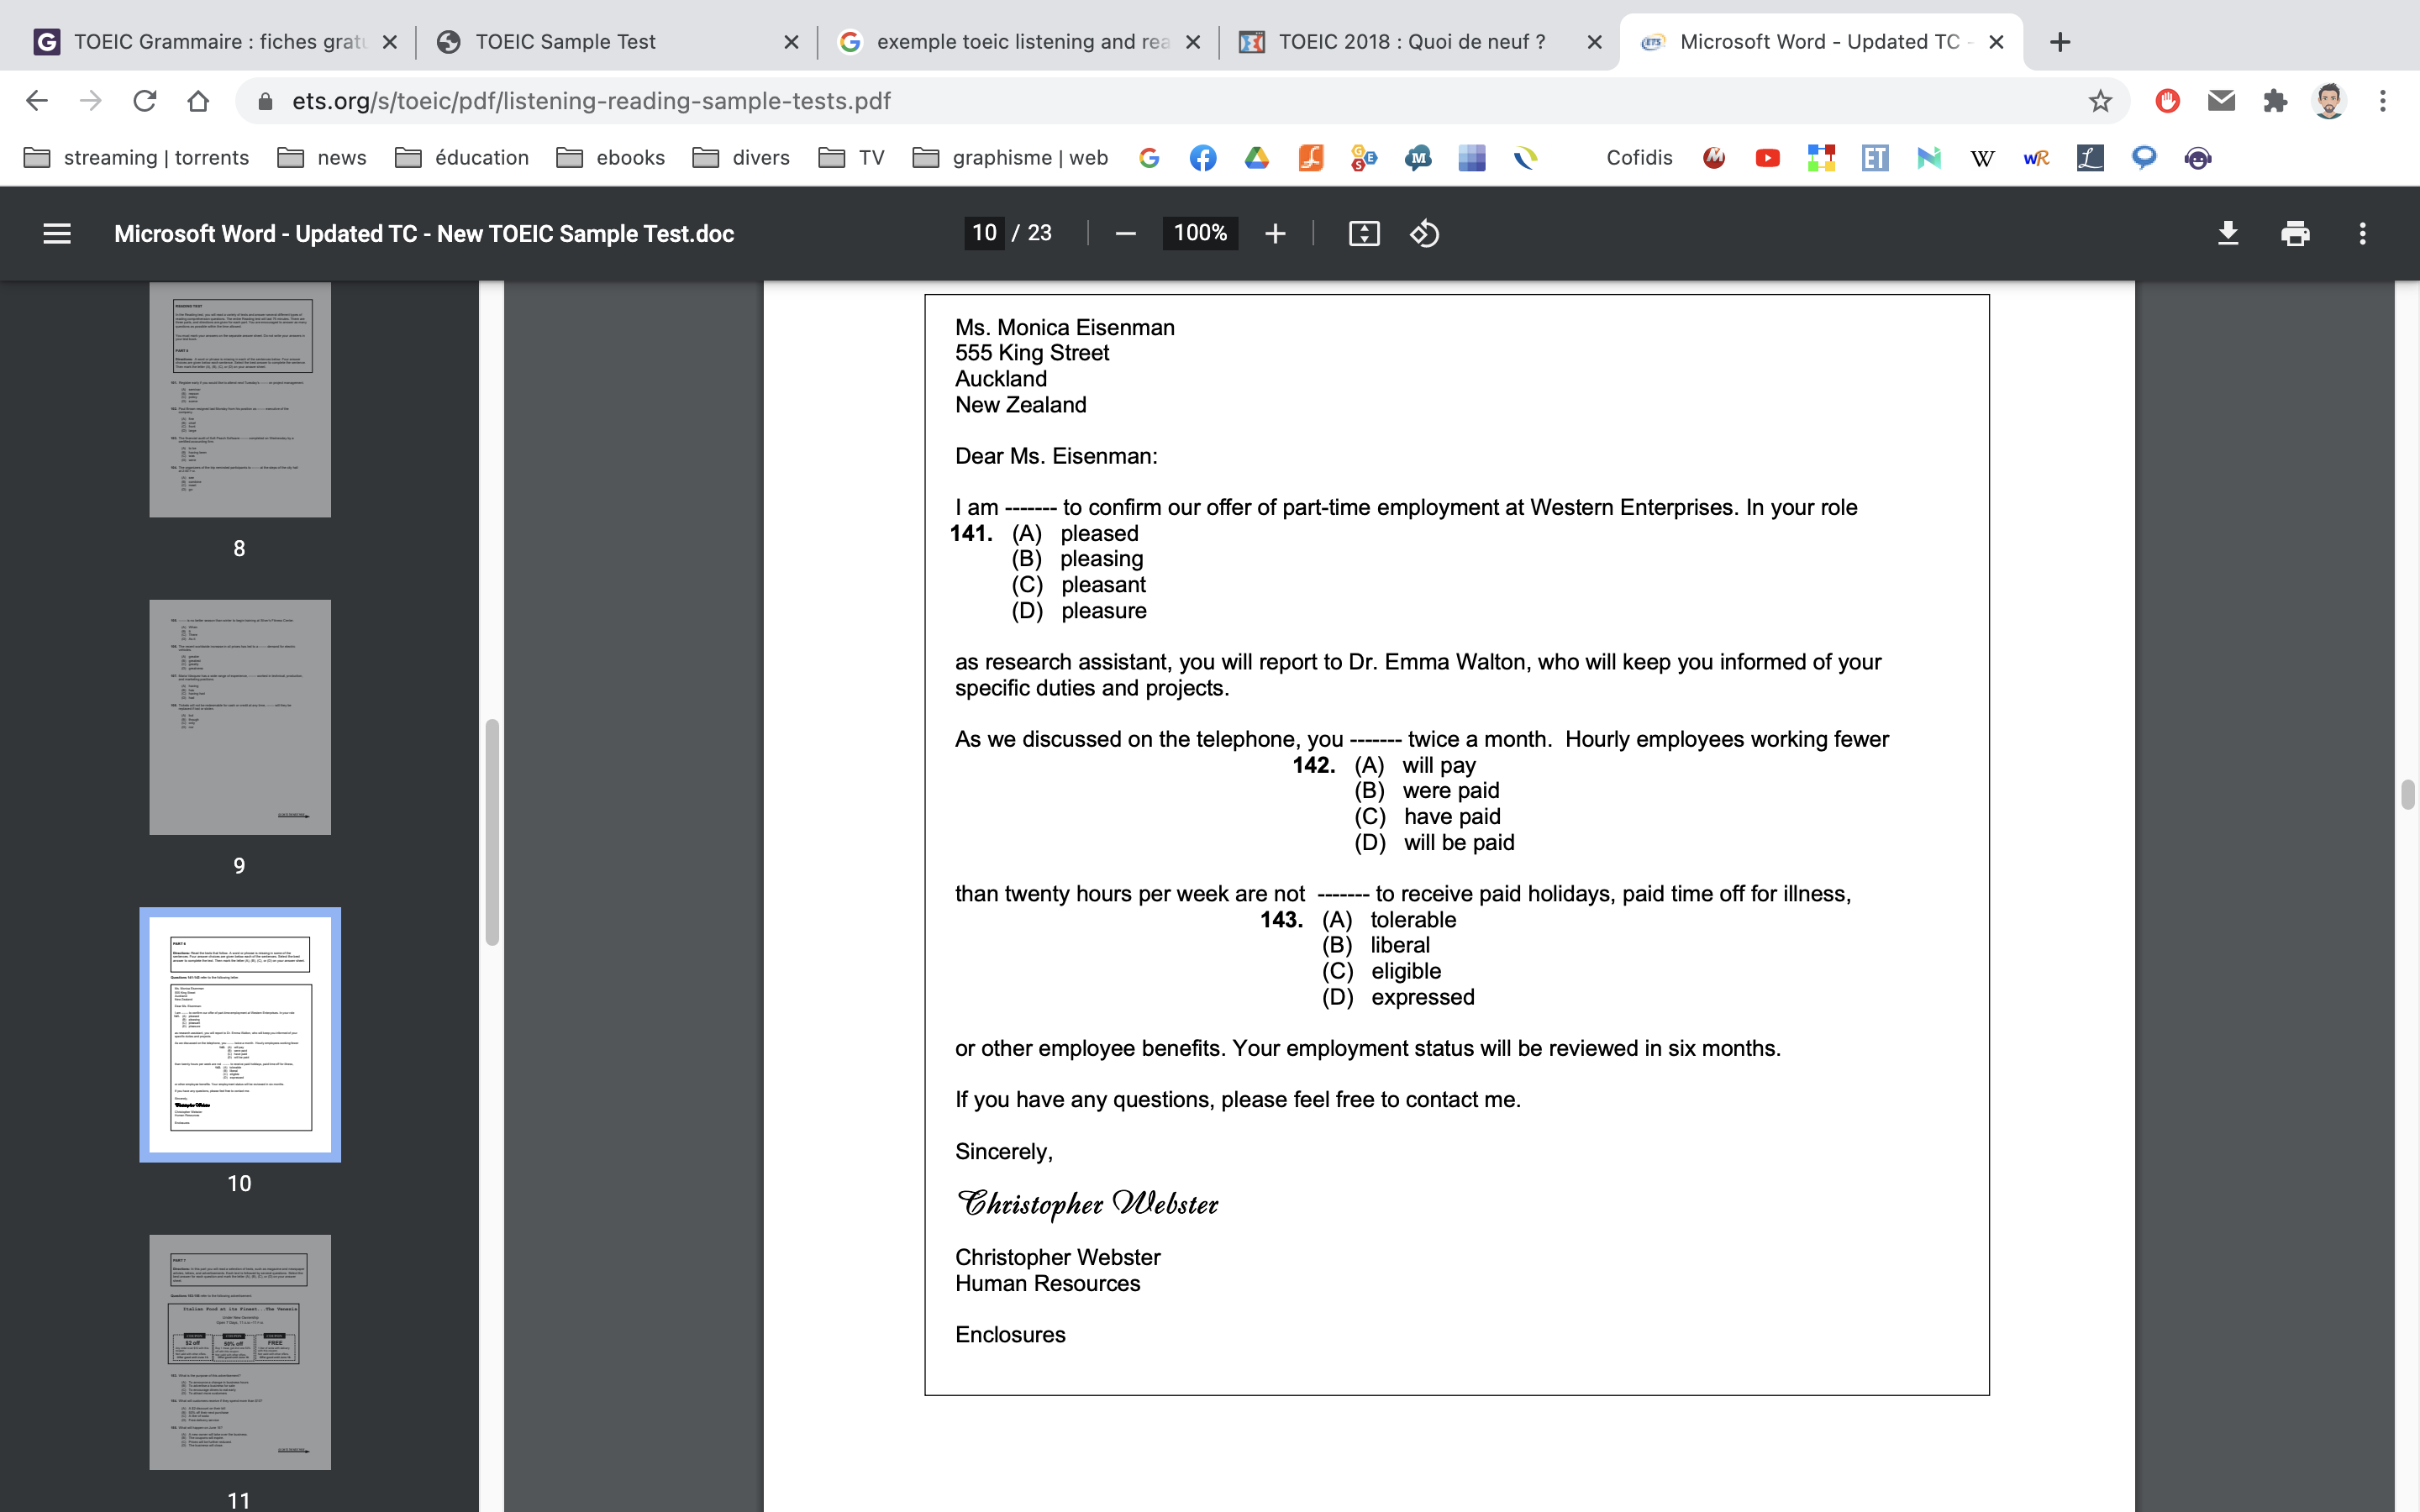 TOEIC Grammaire : fiches grat
TOEIC Sample Test
exemple toeic listening and rea
TOEIC 2018 : Quoi de neuf ?
Microsoft Word - Updated TC -
ets.org/s/toeic/pdf/listening-reading-sample-tests.pdf
streaming | torrents news éducation ebooks divers TV graphisme | web Cofidis
Microsoft Word - Updated TC - New TOEIC Sample Test.doc
10 / 23
100%
8
9
10
11
Ms. Monica Eisenman
555 King Street
Auckland
New Zealand
Dear Ms. Eisenman:
I am ------- to confirm our offer of part-time employment at Western Enterprises. In your role
141. (A) pleased
(B) pleasing
(C) pleasant
(D) pleasure
as research assistant, you will report to Dr. Emma Walton, who will keep you informed of your
specific duties and projects.
As we discussed on the telephone, you ------- twice a month. Hourly employees working fewer
142. (A) will pay
(B) were paid
(C) have paid
(D) will be paid
than twenty hours per week are not ------- to receive paid holidays, paid time off for illness,
143. (A) tolerable
(B) liberal
(C) eligible
(D) expressed
or other employee benefits. Your employment status will be reviewed in six months.
If you have any questions, please feel free to contact me.
Sincerely,
Christopher Webster
Christopher Webster
Human Resources
Enclosures